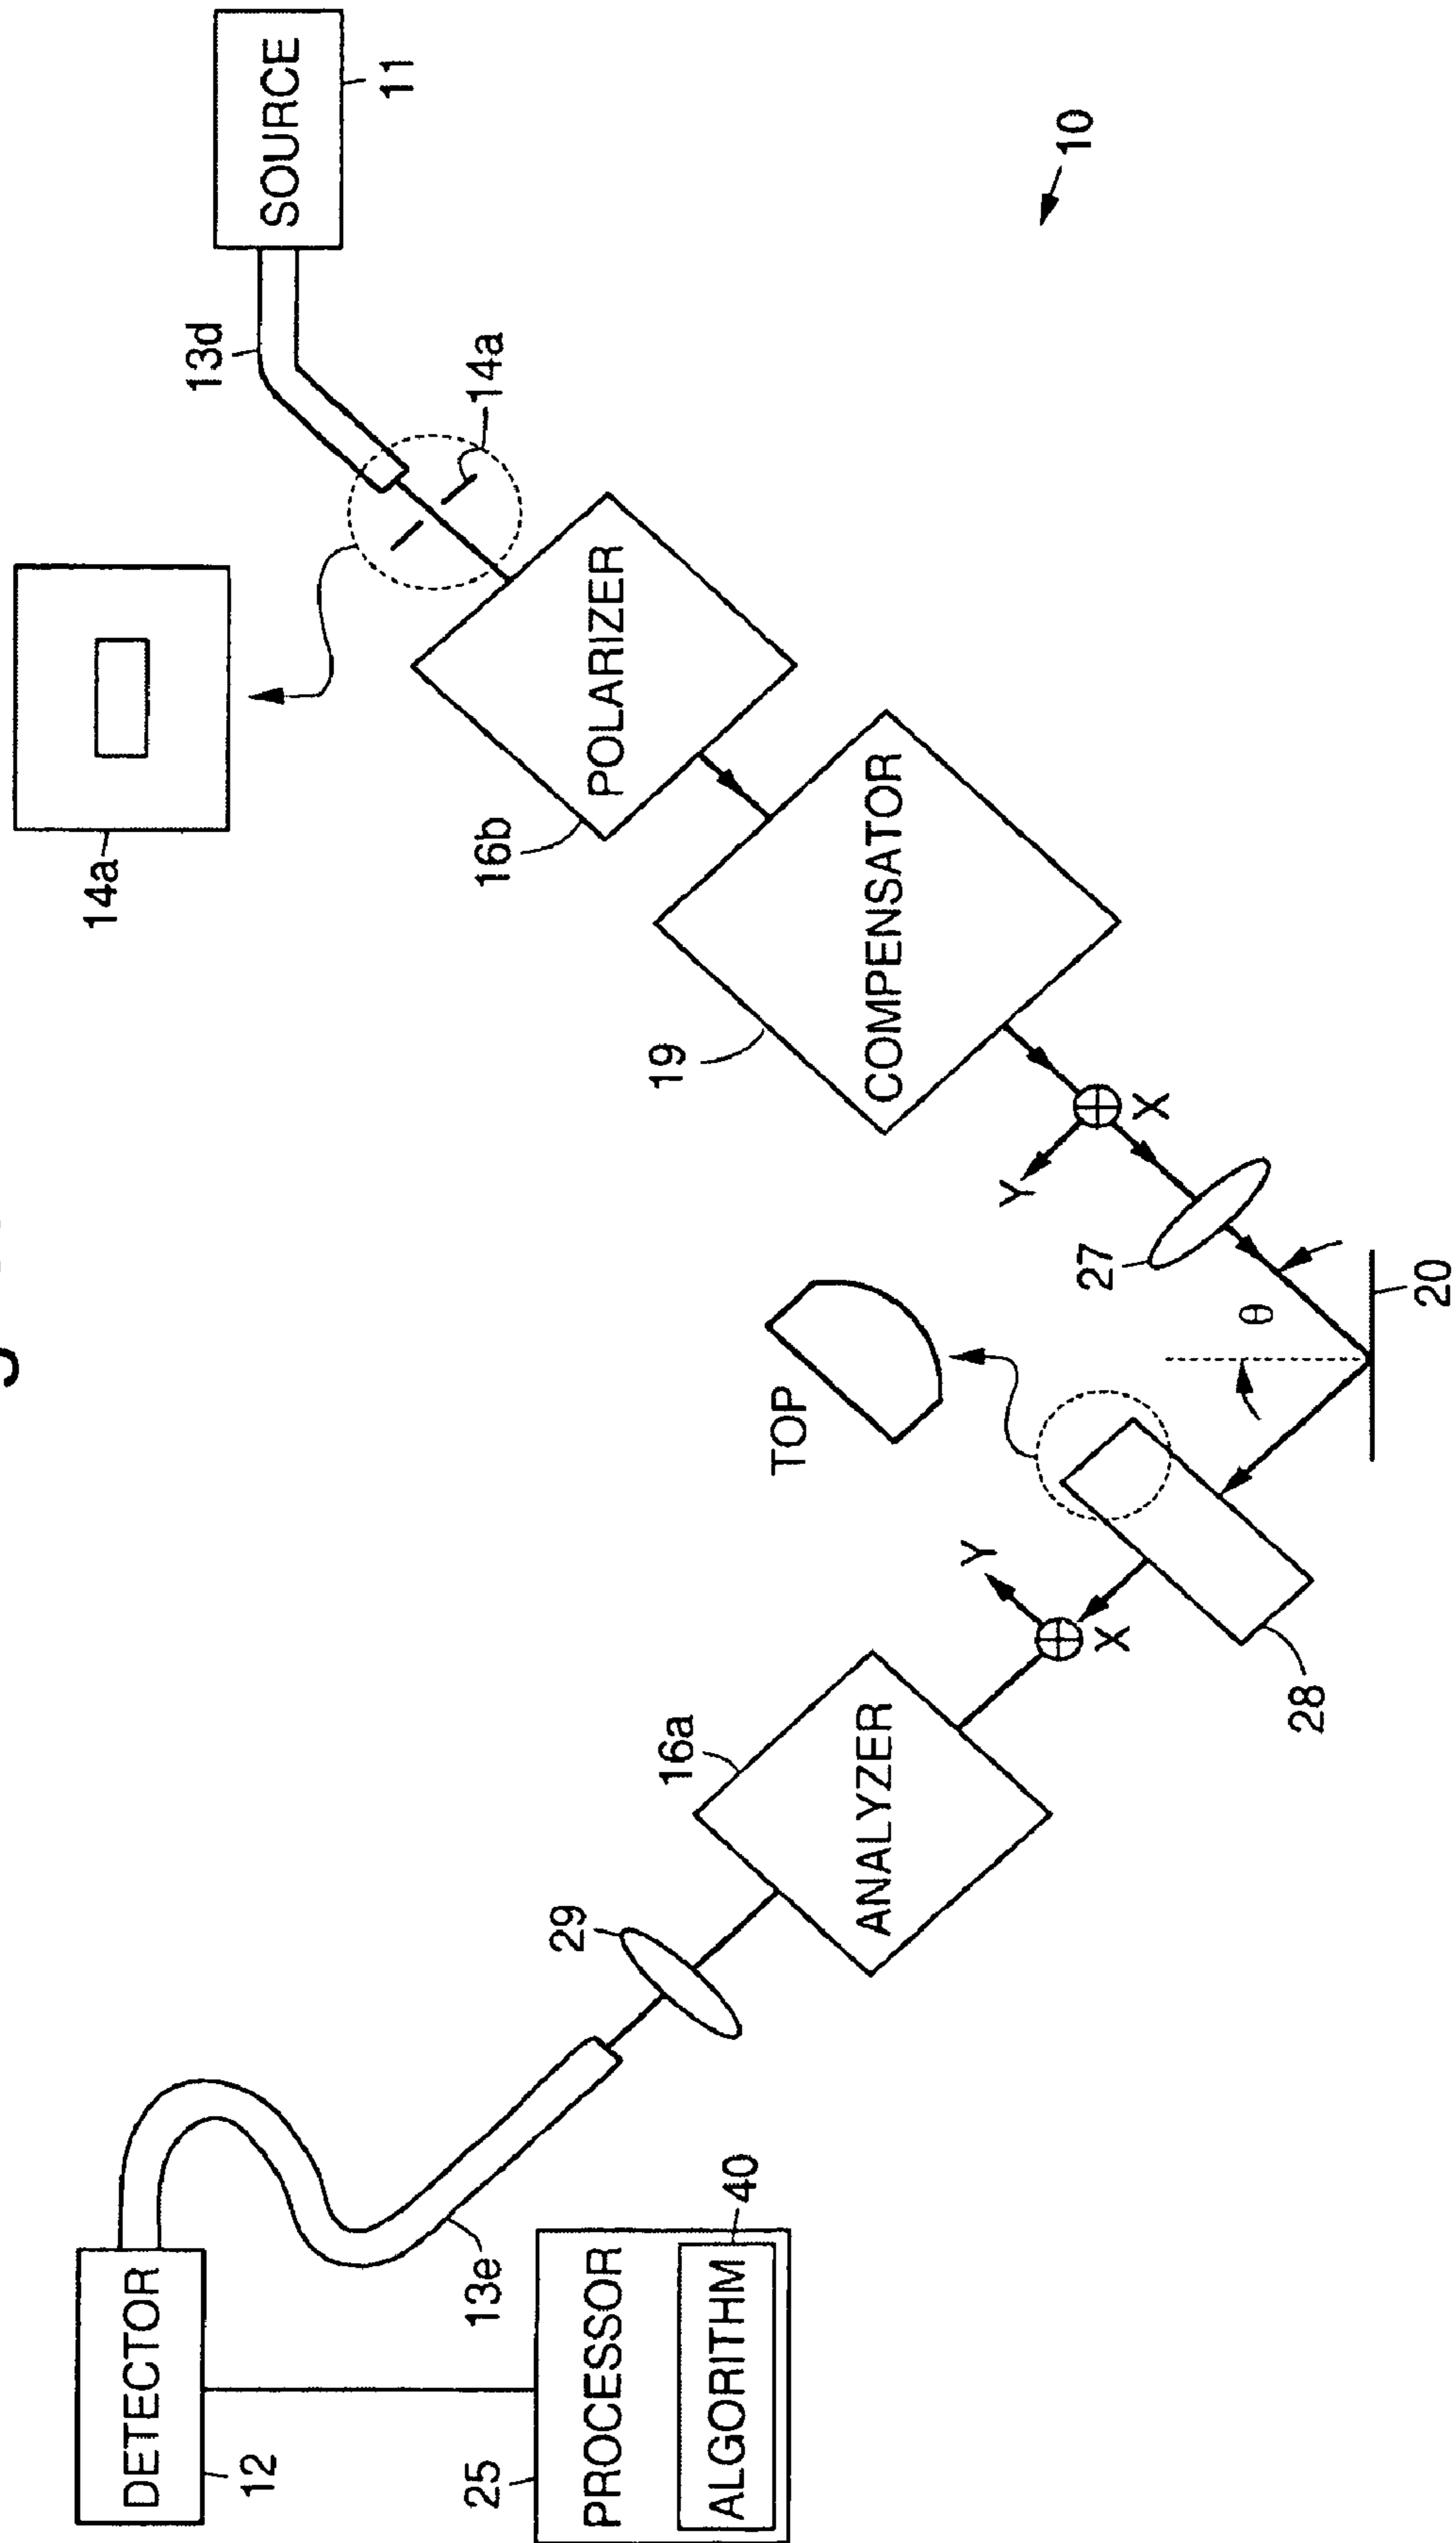 DETECTOR
12
25
PROCESSOR
ALGORITHM
40
13e
29
16a
ANALYZER
Y
X
28
TOP
θ
20
27
Y
X
19
COMPENSATOR
16b
POLARIZER
14a
14a
13d
SOURCE
11
10